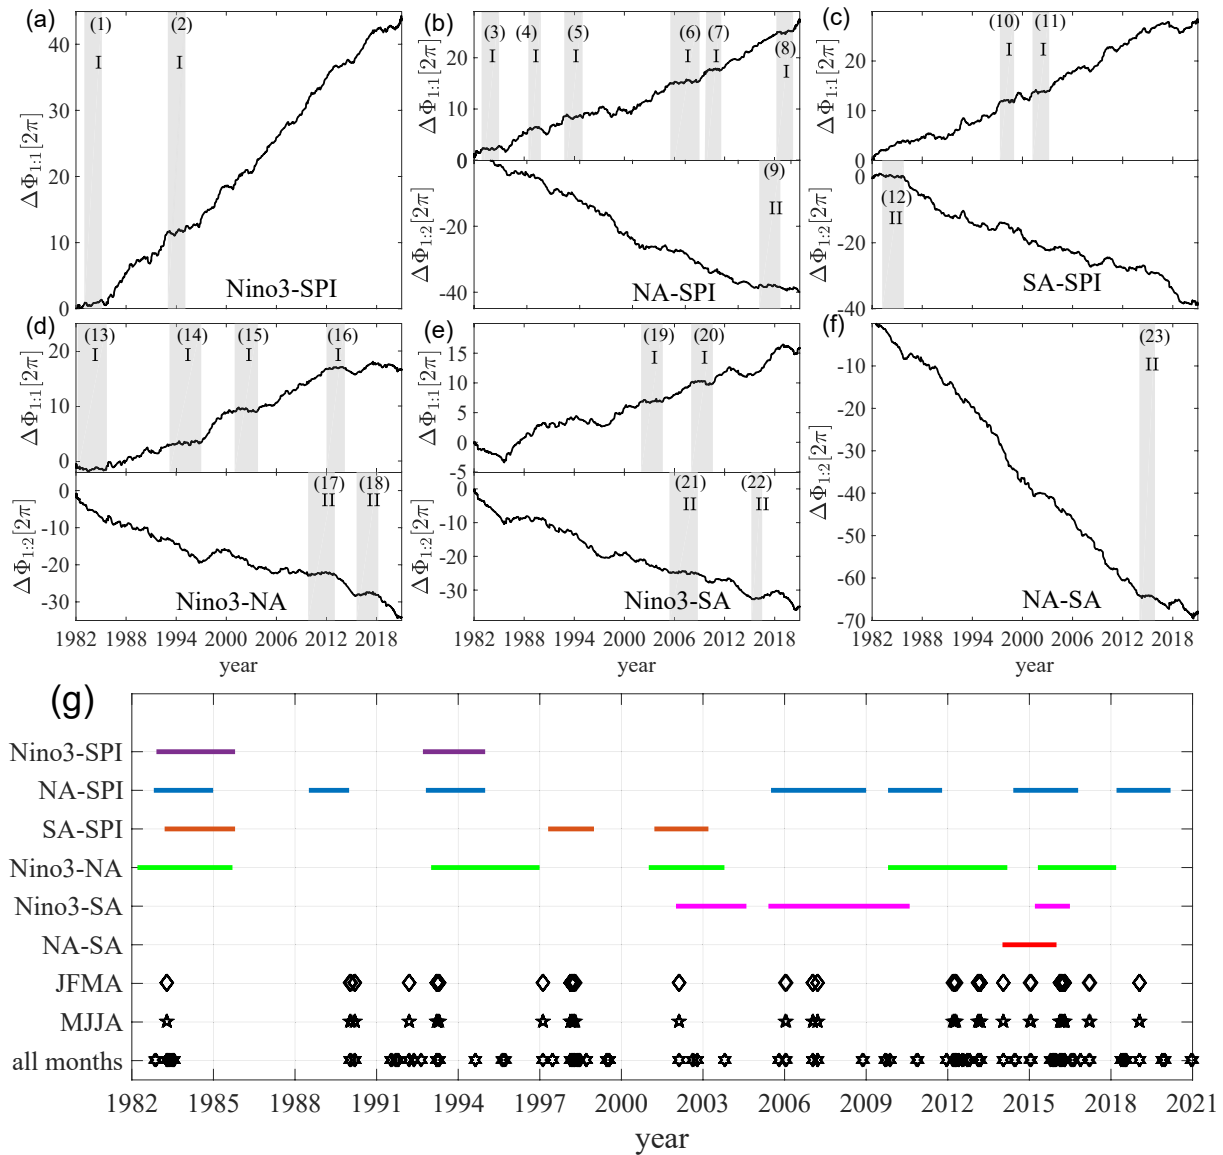 (a)
(1)
(2)
I
I
ΔΦ1:1[2π]
40
30
20
10
0
Nino3-SPI
(b)
(3)
(4)
(5)
(6)
(7)
(8)
I
I
I
I
I
I
ΔΦ1:1[2π]
20
10
0
(9)
II
ΔΦ1:2[2π]
-20
-40
NA-SPI
(c)
(10)
(11)
I
I
ΔΦ1:1[2π]
20
10
0
(12)
II
ΔΦ1:2[2π]
0
-20
-40
SA-SPI
(d)
(13)
(14)
(15)
(16)
I
I
I
I
ΔΦ1:1[2π]
20
10
0
(17)
(18)
II
II
ΔΦ1:2[2π]
0
-10
-20
-30
Nino3-NA
1982 1988 1994 2000 2006 2012 2018
year
(e)
(19)
(20)
I
I
ΔΦ1:1[2π]
15
10
5
0
-5
(21)
(22)
II
II
ΔΦ1:2[2π]
0
-10
-20
-30
Nino3-SA
1982 1988 1994 2000 2006 2012 2018
year
(f)
(23)
II
ΔΦ1:2[2π]
-10
-20
-30
-40
-50
-60
-70
NA-SA
1982 1988 1994 2000 2006 2012 2018
year
(g)
Nino3-SPI
NA-SPI
SA-SPI
Nino3-NA
Nino3-SA
NA-SA
JFMA
MJJA
all months
1982 1985 1988 1991 1994 1997 2000 2003 2006 2009 2012 2015 2018 2021
year